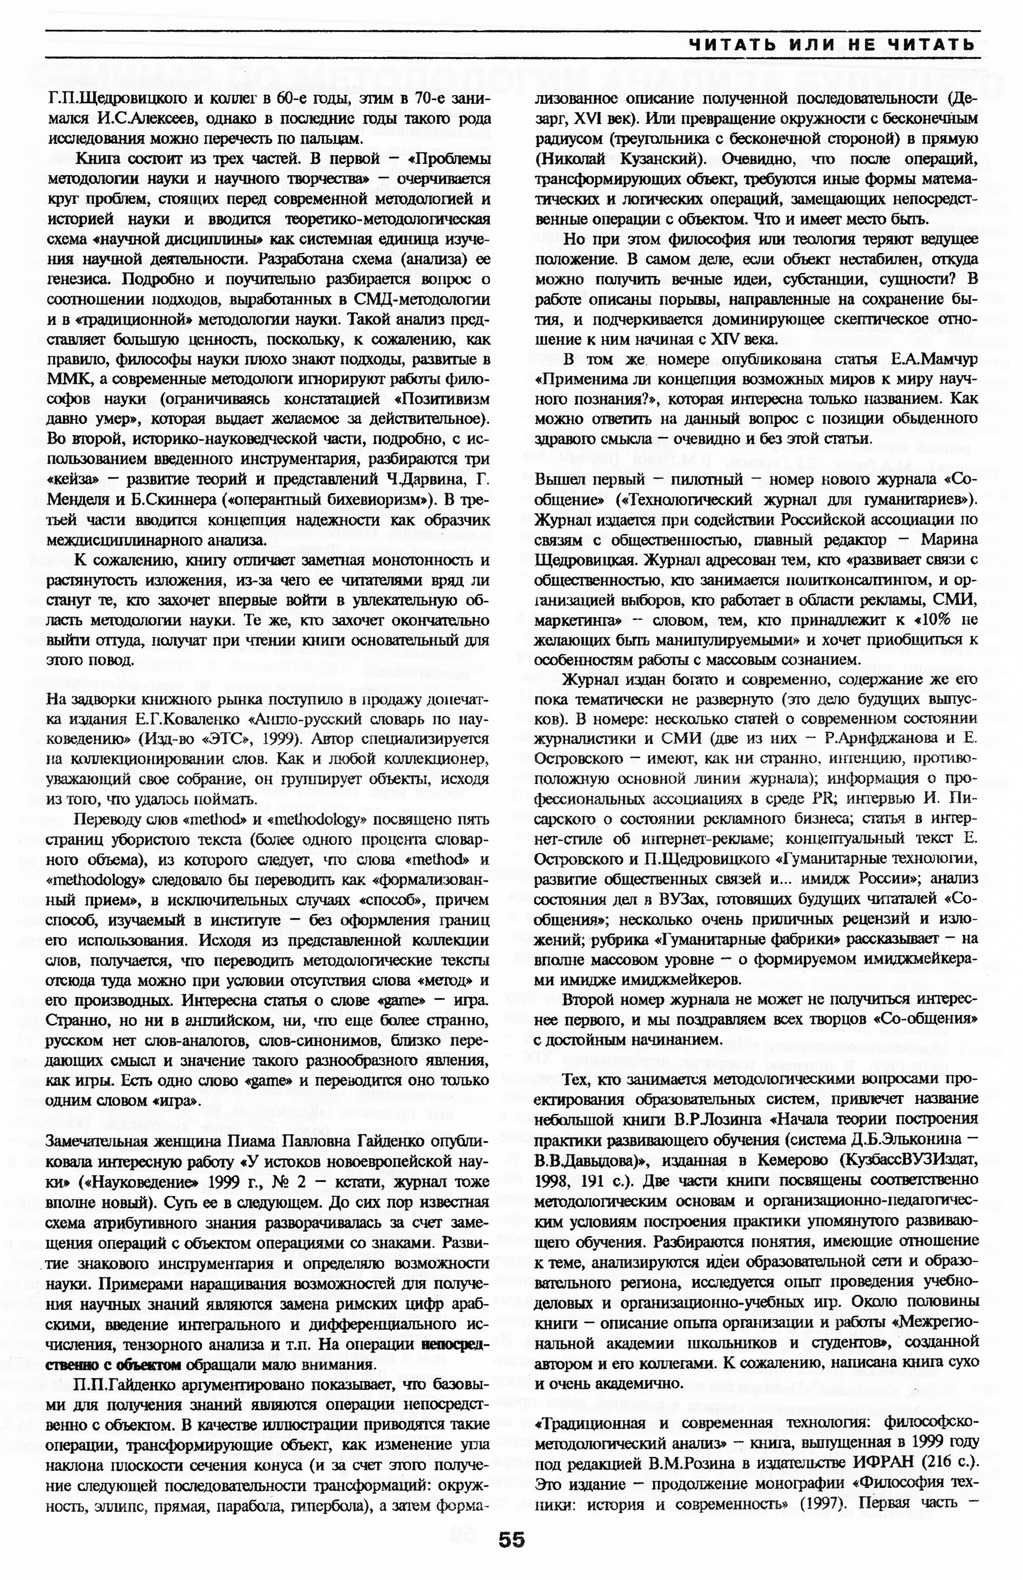 ЧИТАТЬ ИЛИ НЕ ЧИТАТЬ
Г.П.Щедровицкого и коллег в 60-е годы, этим в 70-е зани-
мался И.С.Алексеев, однако в последние годы такого рода
исследования можно перечесть по пальцам.
Книга состоит из трех частей. В первой — «Проблемы
методологии науки и научного творчества» — очерчивается
круг проблем, стоящих перед современной методологией и
историей науки и вводится теоретико-методологическая
схема «научной дисциплины» как системная единица изуче-
ния научной деятельности. Разработана схема (анализа) ее
генезиса. Подробно и поучительно разбирается вопрос о
соотношении подходов, выработанных в СМД-методологии
и в «традиционной» методологии науки. Такой анализ пред-
ставляет большую ценность, поскольку, к сожалению, как
правило, философы науки плохо знают подходы, развитые в
ММК, а современные методологи игнорируют работы фило-
софов науки (ограничиваясь констатацией «Позитивизм
давно умер», которая выдает желаемое за действительное).
Во второй, историко-науковедческой части, подробно, с ис-
пользованием введенного инструментария, разбираются три
«кейза» — развитие теорий и представлений Ч.Дарвина, Г.
Менделя и Б.Скиннера («оперантный бихевиоризм»). В тре-
тьей части вводится концепция надежности как образчик
междисциплинарного анализа.
К сожалению, книгу отличает заметная монотонность и
растянутость изложения, из-за чего ее читателями вряд ли
станут те, кто захочет впервые войти в увлекательную об-
ласть методологии науки. Те же, кто захочет окончательно
выйти оттуда, получат при чтении книги основательный для
этого повод.
На задворки книжного рынка поступило в продажу допечат-
ка издания Е.Г.Коваленко «Англо-русский словарь по нау-
коведению» (Изд-во «ЭТС», 1999). Автор специализируется
на коллекционировании слов. Как и любой коллекционер,
уважающий свое собрание, он группирует объекты, исходя
из того, что удалось поймать.
Переводу слов «method» и «methodology» посвящено пять
страниц убористого текста (более одного процента словар-
ного объема), из которого следует, что слова «method» и
«methodology» следовало бы переводить как «формализован-
ный прием», в исключительных случаях «способ», причем
способ, изучаемый в институте — без оформления границ
его использования. Исходя из представленной коллекции
слов, получается, что переводить методологические тексты
отсюда туда можно при условии отсутствия слова «метод» и
его производных. Интересна статья о слове «game» — игра.
Странно, но ни в английском, ни, что еще более странно,
русском нет слов-аналогов, слов-синонимов, близко пере-
дающих смысл и значение такого разнообразного явления,
как игры. Есть одно слово «game» и переводится оно только
одним словом «игра».
Замечательная женщина Пиама Павловна Гайденко опубли-
ковала интересную работу «У истоков новоевропейской нау-
ки» («Науковедение» 1999 г., № 2 — кстати, журнал тоже
вполне новый). Суть ее в следующем. До сих пор известная
схема атрибутивного знания разворачивалась за счет заме-
щения операций с объектом операциями со знаками. Разви-
тие знакового инструментария и определяло возможности
науки. Примерами наращивания возможностей для получе-
ния научных знаний являются замена римских цифр араб-
скими, введение интегрального и дифференциального ис-
числения, тензорного анализа и т.п. На операции непосред-
ственно с объектом обращали мало внимания.
П.П.Гайденко аргументировано показывает, что базовы-
ми для получения знаний являются операции непосредст-
венно с объектом. В качестве иллюстрации приводятся такие
операции, трансформирующие объект, как изменение угла
наклона плоскости сечения конуса (и за счет этого получе-
ние следующей последовательности трансформаций: окруж-
ность, эллипс, прямая, парабола, гипербола), а затем форма-
лизованное описание полученной последовательности (Де-
зарг, XVI век). Или превращение окружности с бесконечным
радиусом (треугольника с бесконечной стороной) в прямую
(Николай Кузанский). Очевидно, что после операций,
трансформирующих объект, требуются иные формы матема-
тических и логических операций, замещающих непосредст-
венные операции с объектом. Что и имеет место быть.
Но при этом философия или теология теряют ведущее
положение. В самом деле, если объект нестабилен, откуда
можно получить вечные идеи, субстанции, сущности? В
работе описаны порывы, направленные на сохранение бы-
тия, и подчеркивается доминирующее скептическое отно-
шение к ним начиная с XIV века.
В том же номере опубликована статья Е.А.Мамчур
«Применима ли концепция возможных миров к миру науч-
ного познания?», которая интересна только названием. Как
можно ответить на данный вопрос с позиции обыденного
здравого смысла — очевидно и без этой статьи.
Вышел первый — пилотный — номер нового журнала «Со-
общение» («Технологический журнал для гуманитариев»).
Журнал издается при содействии Российской ассоциации по
связям с общественностью, главный редактор — Марина
Щедровицкая. Журнал адресован тем, кто «развивает связи с
общественностью, кто занимается политконсалтингом, и ор-
ганизацией выборов, кто работает в области рекламы, СМИ,
маркетинга» — словом, тем, кто принадлежит к «10% не
желающих быть манипулируемыми» и хочет приобщиться к
особенностям работы с массовым сознанием.
Журнал издан богато и современно, содержание же его
пока тематически не развернуто (это дело будущих выпус-
ков). В номере: несколько статей о современном состоянии
журналистики и СМИ (две из них — Р.Арифджанова и Е.
Островского — имеют, как ни странно, интенцию, противо-
положную основной линии журнала); информация о про-
фессиональных ассоциациях в среде PR; интервью И. Пи-
сарского о состоянии рекламного бизнеса; статья в интер-
нет-стиле об интернет-рекламе; концептуальный текст Е.
Островского и П.Щедровицкого «Гуманитарные технологии,
развитие общественных связей и... имидж России»; анализ
состояния дел в ВУЗах, готовящих будущих читаталей «Со-
общения»; несколько очень приличных рецензий и изло-
жений; рубрика «Гуманитарные фабрики» рассказывает — на
вполне массовом уровне — о формируемом имиджмейкера-
ми имидже имиджмейкеров.
Второй номер журнала не может не получиться интерес-
нее первого, и мы поздравляем всех творцов «Со-общения»
с достойным начинанием.
Тех, кто занимается методологическими вопросами про-
ектирования образовательных систем, привлечет название
небольшой книги В.Р.Лозинга «Начала теории построения
практики развивающего обучения (система Д.Б.Эльконина —
В.В.Давыдова)», изданная в Кемерово (КузбассВУЗИздат,
1998, 191 с.). Две части книги посвящены соответственно
методологическим основам и организационно-педагогичес-
ким условиям построения практики упомянутого развиваю-
щего обучения. Разбираются понятия, имеющие отношение
к теме, анализируются идеи образовательной сети и образо-
вательного региона, исследуется опыт проведения учебно-
деловых и организационно-учебных игр. Около половины
книги — описание опыта организации и работы «Межрегио-
нальной академии школьников и студентов», созданной
автором и его коллегами. К сожалению, написана книга сухо
и очень академично.
«Традиционная и современная технология: философско-
методологический анализ» — книга, выпущенная в 1999 году
под редакцией В.М.Розина в издательстве ИФРАН (216 с.).
Это издание — продолжение монографии «Философия тех-
ники: история и современность» (1997). Первая часть —
55